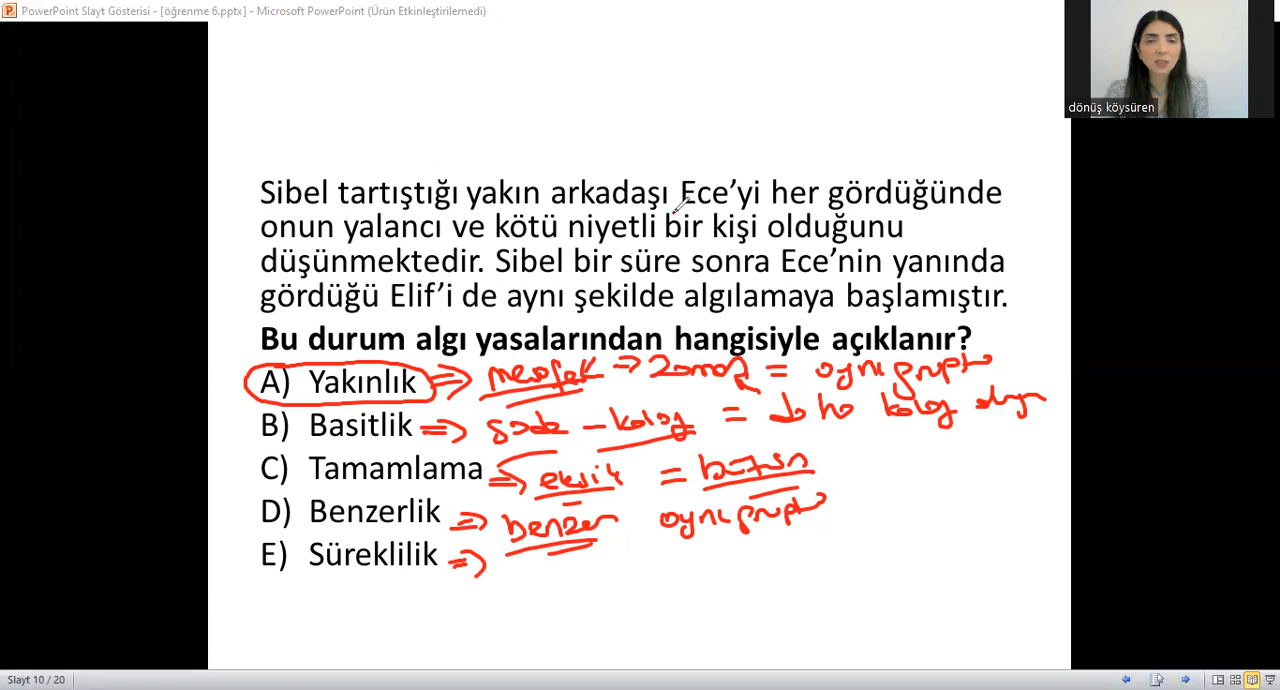 PowerPoint Slayt Gösterisi - [öğrenme 6.pptx] - Microsoft PowerPoint (Ürün Etkinleştirilemedi)
dönüş köysüren
Sibel tartıştığı yakın arkadaşı Ece’yi her gördüğünde
onun yalancı ve kötü niyetli bir kişi olduğunu
düşünmektedir. Sibel bir süre sonra Ece’nin yanında
gördüğü Elif’i de aynı şekilde algılamaya başlamıştır.
Bu durum algı yasalarından hangisiyle açıklanır?
A) Yakınlık => => zaman = aynı grupta
B) Basitlik => sade - kolay = daha kolay
C) Tamamlama => eksik = bütün
D) Benzerlik => benzer aynı grupta
E) Süreklilik =>
Slayt 10 / 20